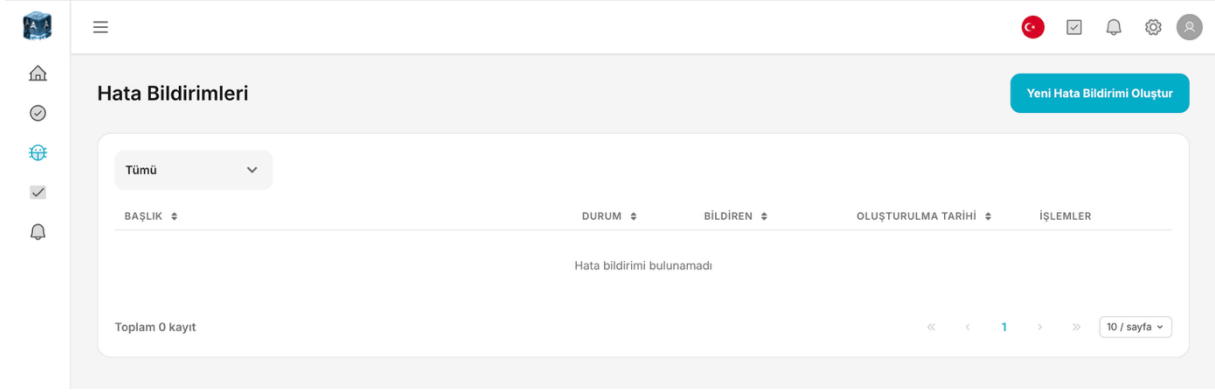 Hata Bildirimleri
Yeni Hata Bildirimi Oluştur
Tümü
BAŞLIK DURUM BİLDİREN OLUŞTURULMA TARİHİ İŞLEMLER
Hata bildirimi bulunamadı
Toplam 0 kayıt « ‹ 1 › » 10 / sayfa